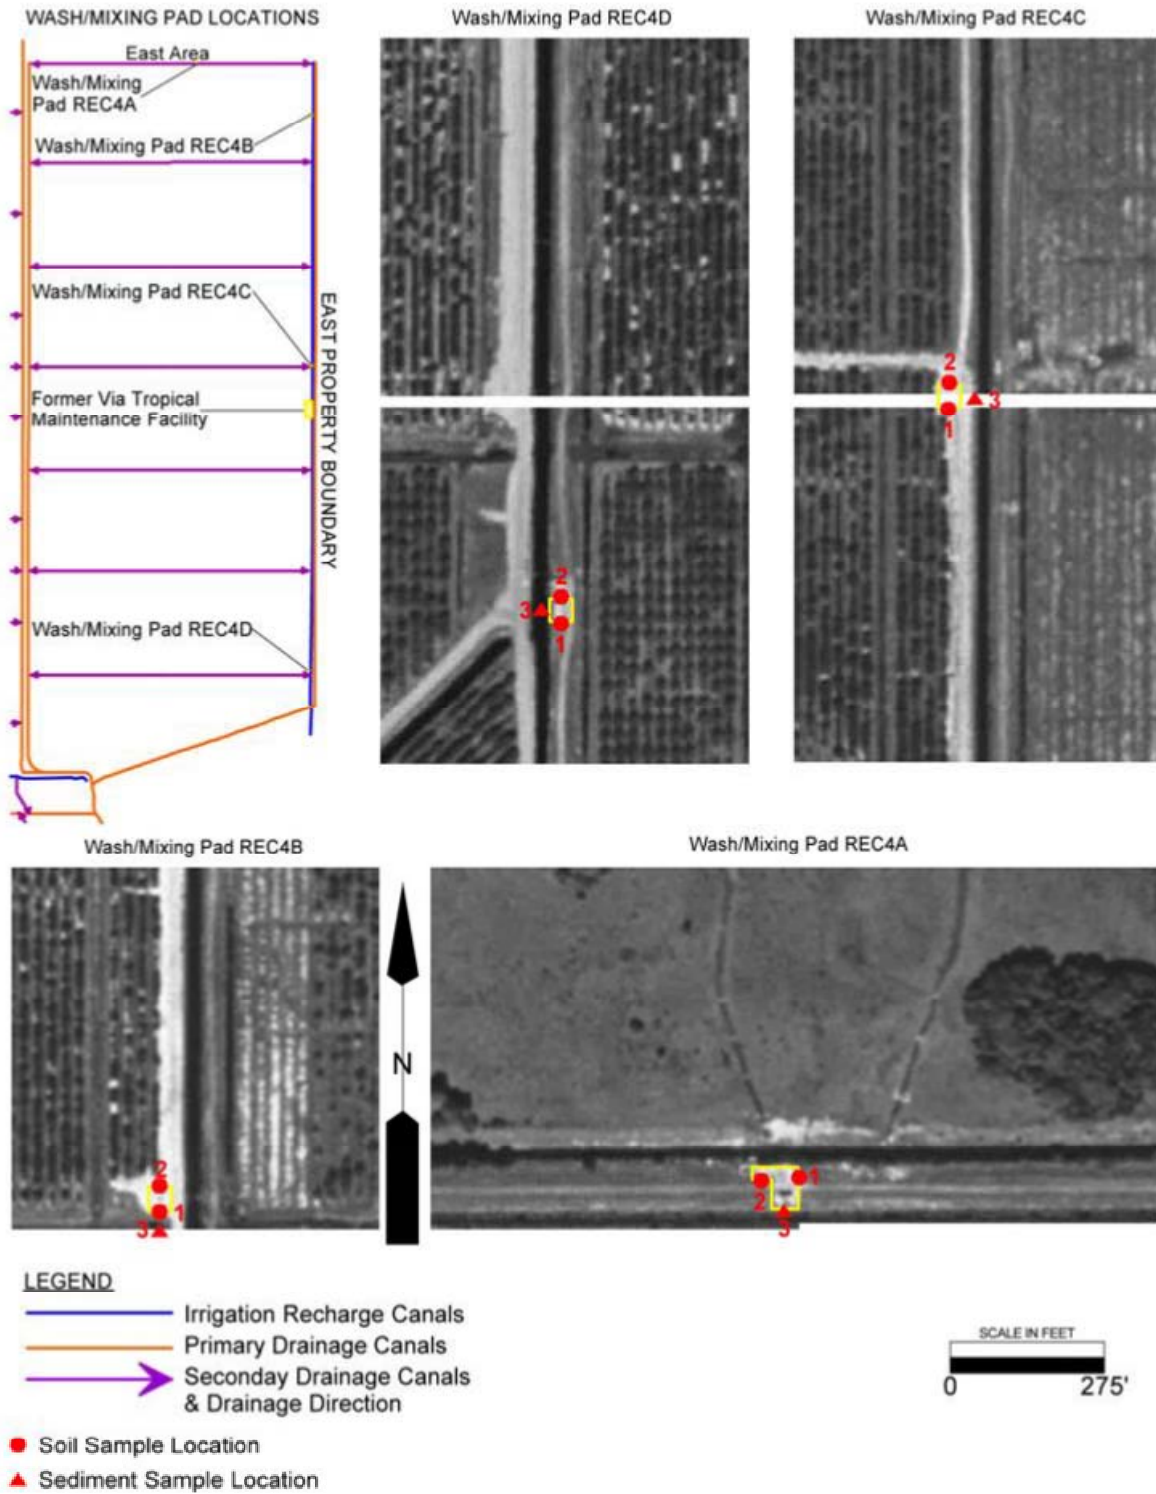 WASH/MIXING PAD LOCATIONS
East Area
Wash/Mixing
Pad REC4A
Wash/Mixing Pad REC4B
Wash/Mixing Pad REC4C
Former Via Tropical
Maintenance Facility
EAST PROPERTY BOUNDARY
Wash/Mixing Pad REC4D
Wash/Mixing Pad REC4D
2
3
1
Wash/Mixing Pad REC4C
2
3
1
Wash/Mixing Pad REC4B
2
1
3
N
Wash/Mixing Pad REC4A
1
2
3
LEGEND
Irrigation Recharge Canals
Primary Drainage Canals
Seconday Drainage Canals
& Drainage Direction
Soil Sample Location
Sediment Sample Location
SCALE IN FEET
0 275'